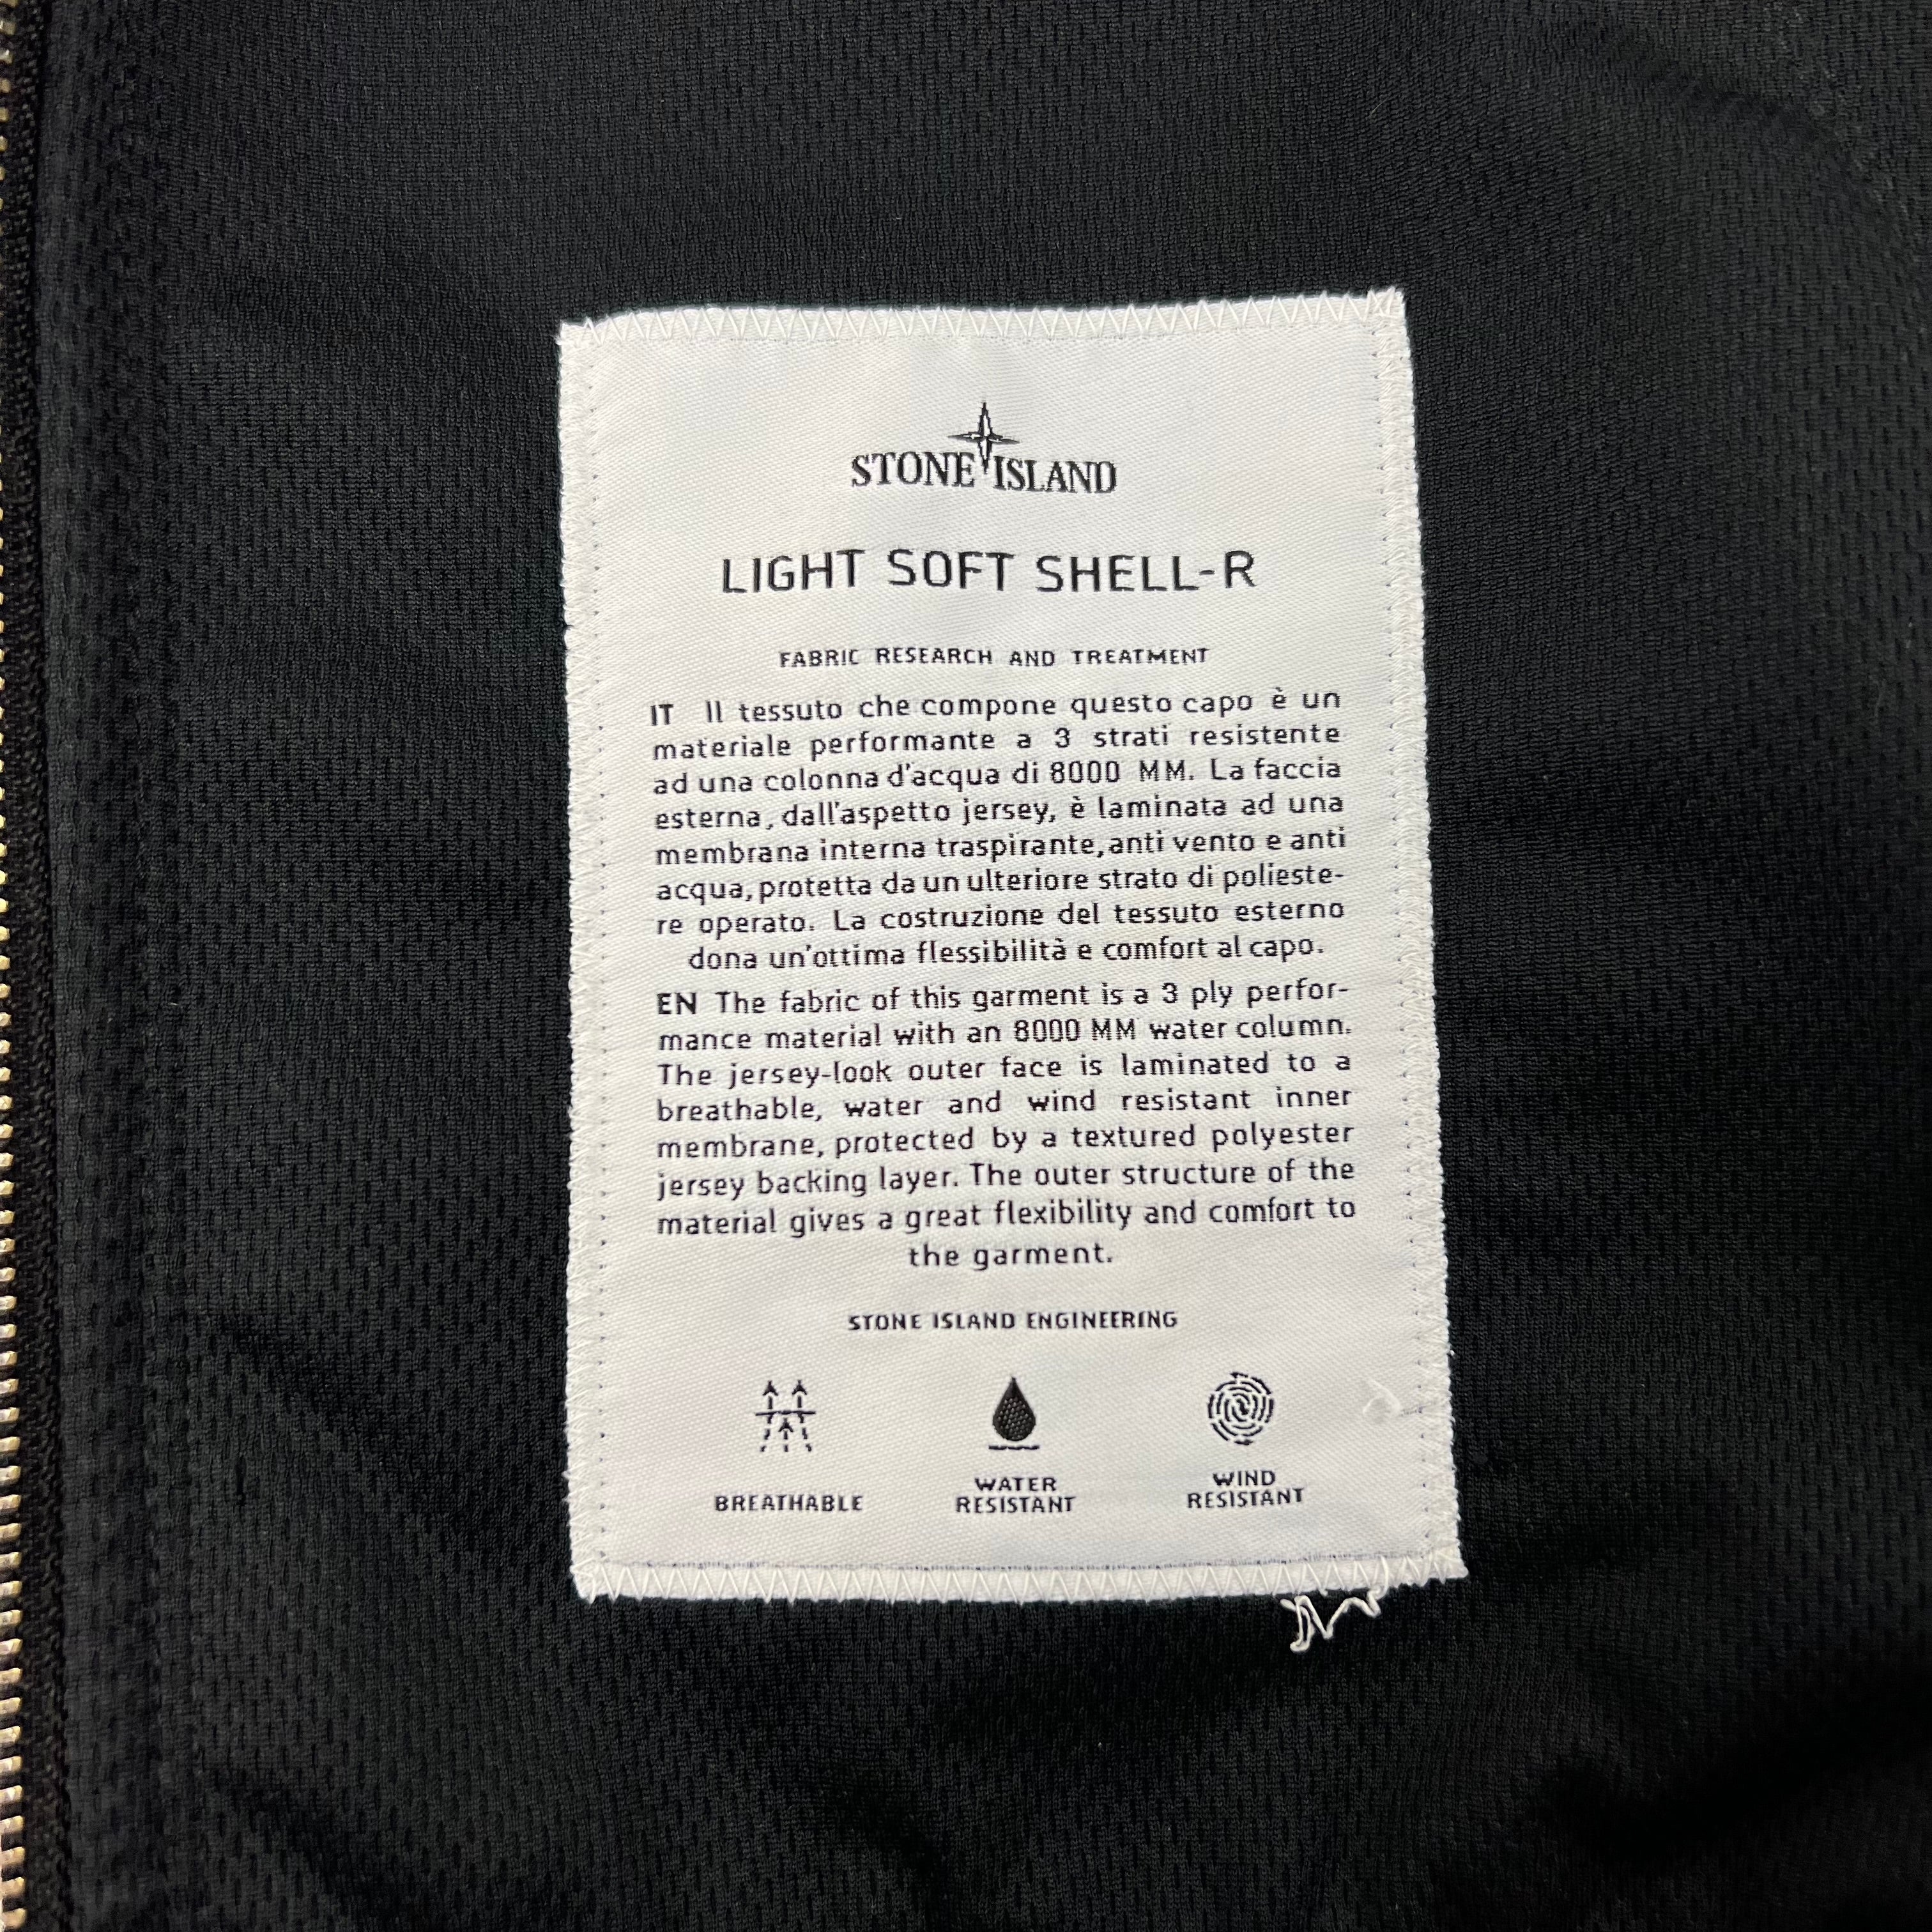 STONE ISLAND
LIGHT SOFT SHELL-R
FABRIC RESEARCH AND TREATMENT
IT Il tessuto che compone questo capo è un
materiale performante a 3 strati resistente
ad una colonna d'acqua di 8000 MM. La faccia
esterna, dall'aspetto jersey, è laminata ad una
membrana interna traspirante, anti vento e anti
acqua, protetta da un ulteriore strato di polieste-
re operato. La costruzione del tessuto esterno
dona un'ottima flessibilità e comfort al capo.
EN The fabric of this garment is a 3 ply perfor-
mance material with an 8000 MM water column.
The jersey-look outer face is laminated to a
breathable, water and wind resistant inner
membrane, protected by a textured polyester
jersey backing layer. The outer structure of the
material gives a great flexibility and comfort to
the garment.
STONE ISLAND ENGINEERING
BREATHABLE
WATER
RESISTANT
WIND
RESISTANT